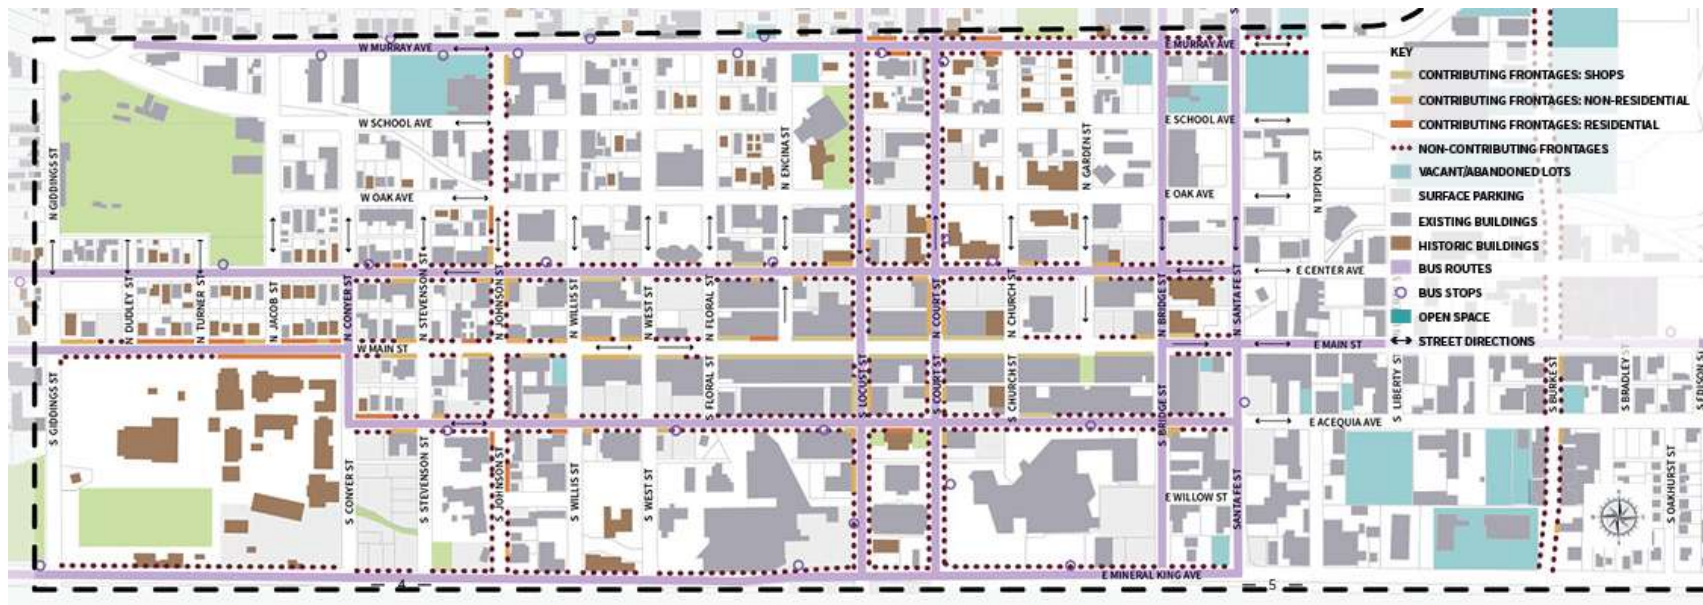 W MURRAY AVE
E MURRAY AVE
KEY
CONTRIBUTING FRONTAGES: SHOPS
CONTRIBUTING FRONTAGES: NON-RESIDENTIAL
CONTRIBUTING FRONTAGES: RESIDENTIAL
NON-CONTRIBUTING FRONTAGES
VACANT/ABANDONED LOTS
SURFACE PARKING
EXISTING BUILDINGS
HISTORIC BUILDINGS
BUS ROUTES
BUS STOPS
OPEN SPACE
STREET DIRECTIONS
W SCHOOL AVE
E SCHOOL AVE
N GIDDINGS ST
N ENCINA ST
N GARDEN ST
N TIPTON ST
W OAK AVE
E OAK AVE
E CENTER AVE
N DUDLEY ST
N TURNER ST
N JACOB ST
N CONYER ST
N STEVENSON ST
N JOHNSON ST
N WILLIS ST
N WEST ST
N FLORAL ST
N COURT ST
N CHURCH ST
N BRIDGE ST
N SANTA FE ST
W MAIN ST
E MAIN ST
S GIDDINGS ST
S FLORAL ST
S LOCUST ST
S COURT ST
S CHURCH ST
S BRIDGE ST
S LIBERTY ST
S BURKE ST
S BRADLEY ST
S EDISON ST
E ACEQUIA AVE
S CONYER ST
S STEVENSON ST
S JOHNSON ST
S WILLIS ST
S WEST ST
E WILLOW ST
SANTA FE ST
S OAKHURST ST
E MINERAL KING AVE
4
5